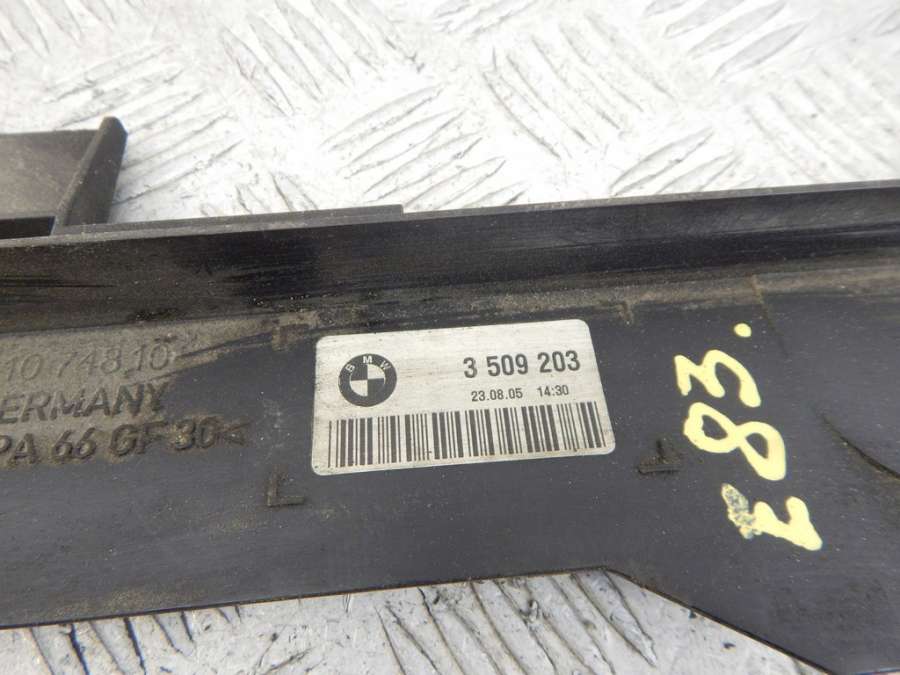 10 748 10
ERMANY
PA 66 GF 30<
BMW
3 509 203
23.08.05 14:30
E83.